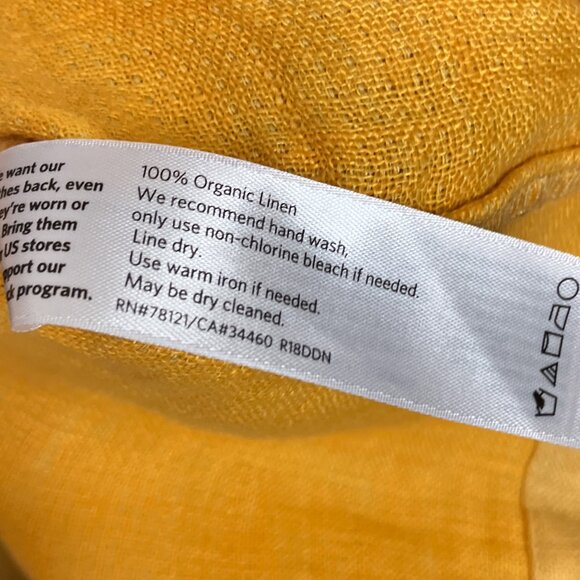 want our
hes back, even
ey're worn or
Bring them
US stores
pport our
k program.
100% Organic Linen
We recommend hand wash,
only use non-chlorine bleach if needed.
Line dry.
Use warm iron if needed.
May be dry cleaned.
RN#78121/CA#34460 R18DDN